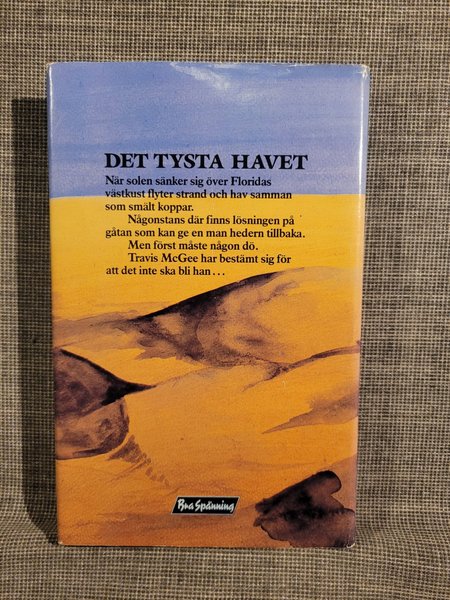 DET TYSTA HAVET
När solen sänker sig över Floridas
västkust flyter strand och hav samman
som smält koppar.
Någonstans där finns lösningen på
gåtan som kan ge en man hedern tillbaka.
Men först måste någon dö.
Travis McGee har bestämt sig för
att det inte ska bli han...
Bra Spänning